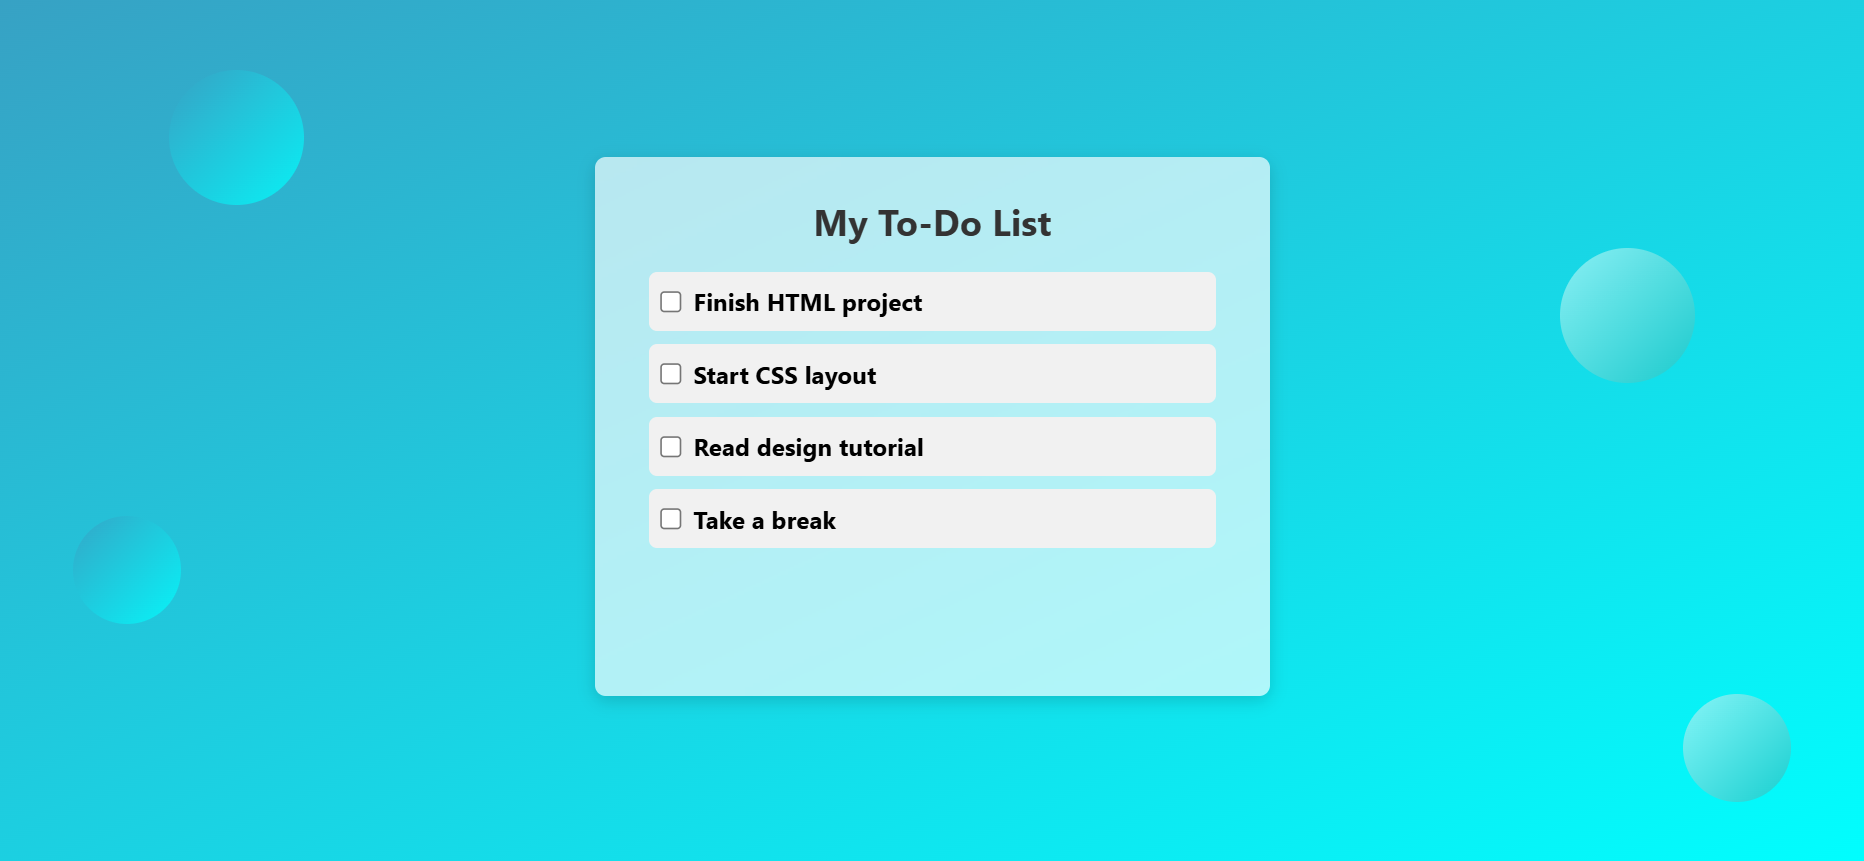 My To-Do List
Finish HTML project
Start CSS layout
Read design tutorial
Take a break